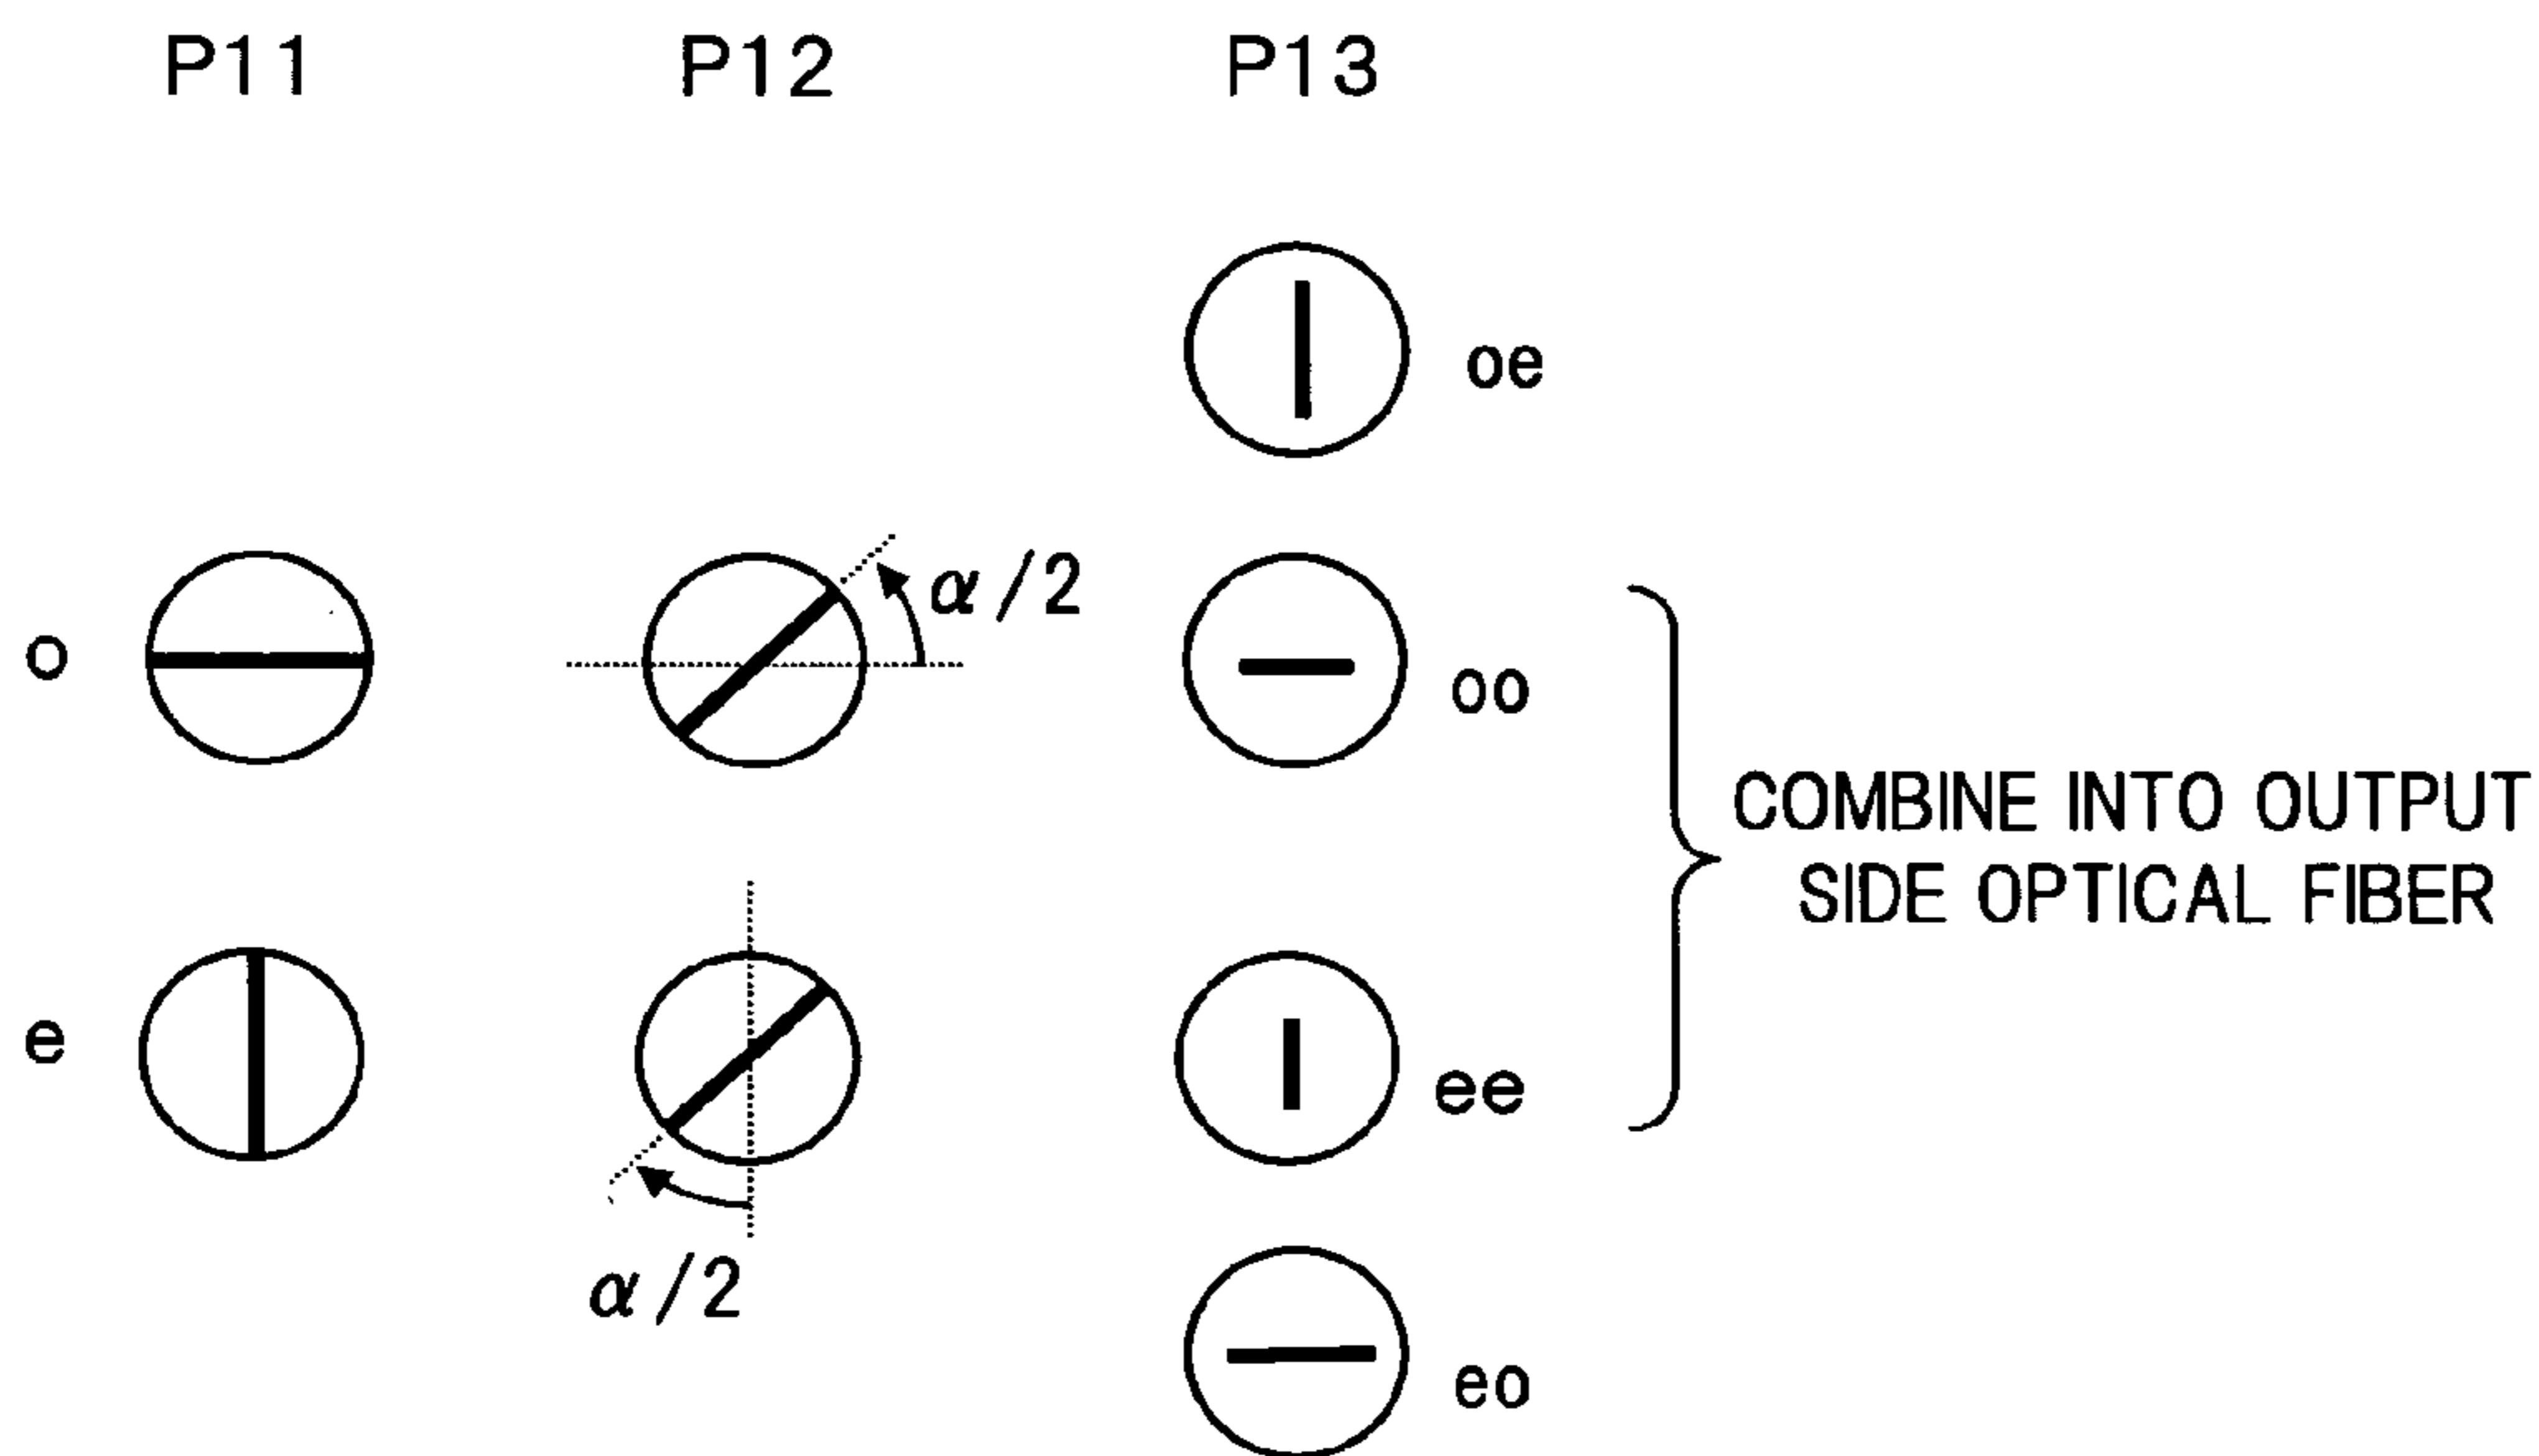 P11 P12 P13
oe
α/2
o
oo
COMBINE INTO OUTPUT
SIDE OPTICAL FIBER
e
ee
α/2
eo